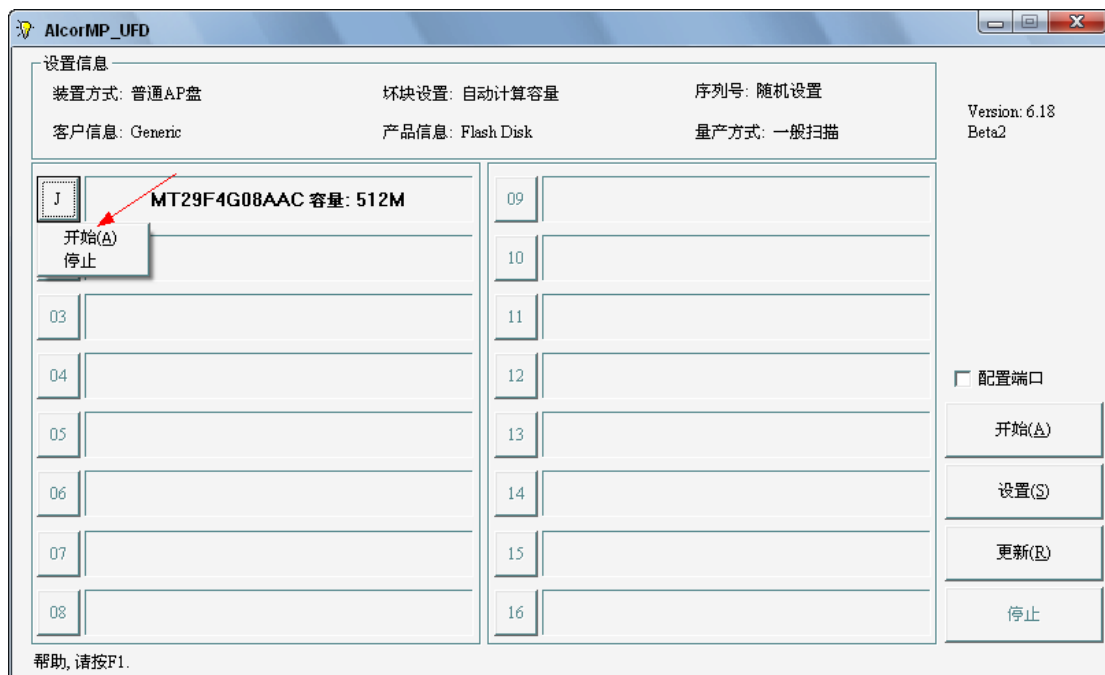 AlcorMP_UFD
设置信息
装置方式: 普通AP盘
坏块设置: 自动计算容量
序列号: 随机设置
客户信息: Generic
产品信息: Flash Disk
量产方式: 一般扫描
Version: 6.18
Beta2
J
MT29F4G08AAC 容量: 512M
开始(A)
停止
03
04
05
06
07
08
09
10
11
12
13
14
15
16
配置端口
开始(A)
设置(S)
更新(R)
停止
帮助, 请按F1.